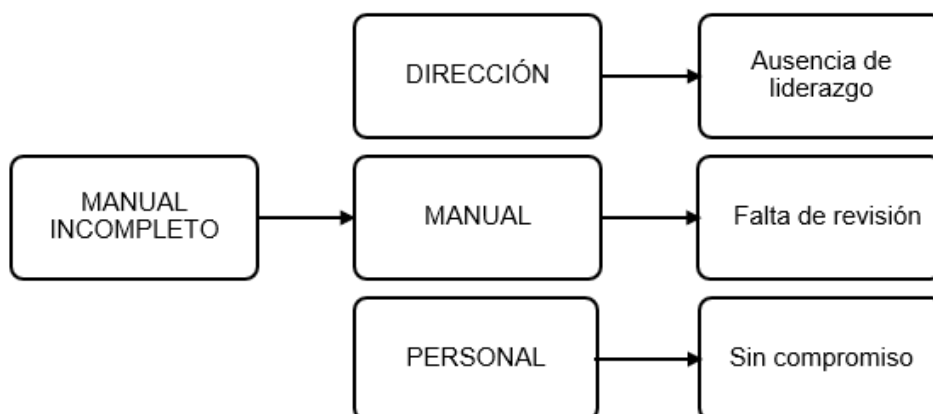 DIRECCIÓN
Ausencia de
liderazgo
MANUAL
INCOMPLETO
MANUAL
Falta de revisión
PERSONAL
Sin compromiso